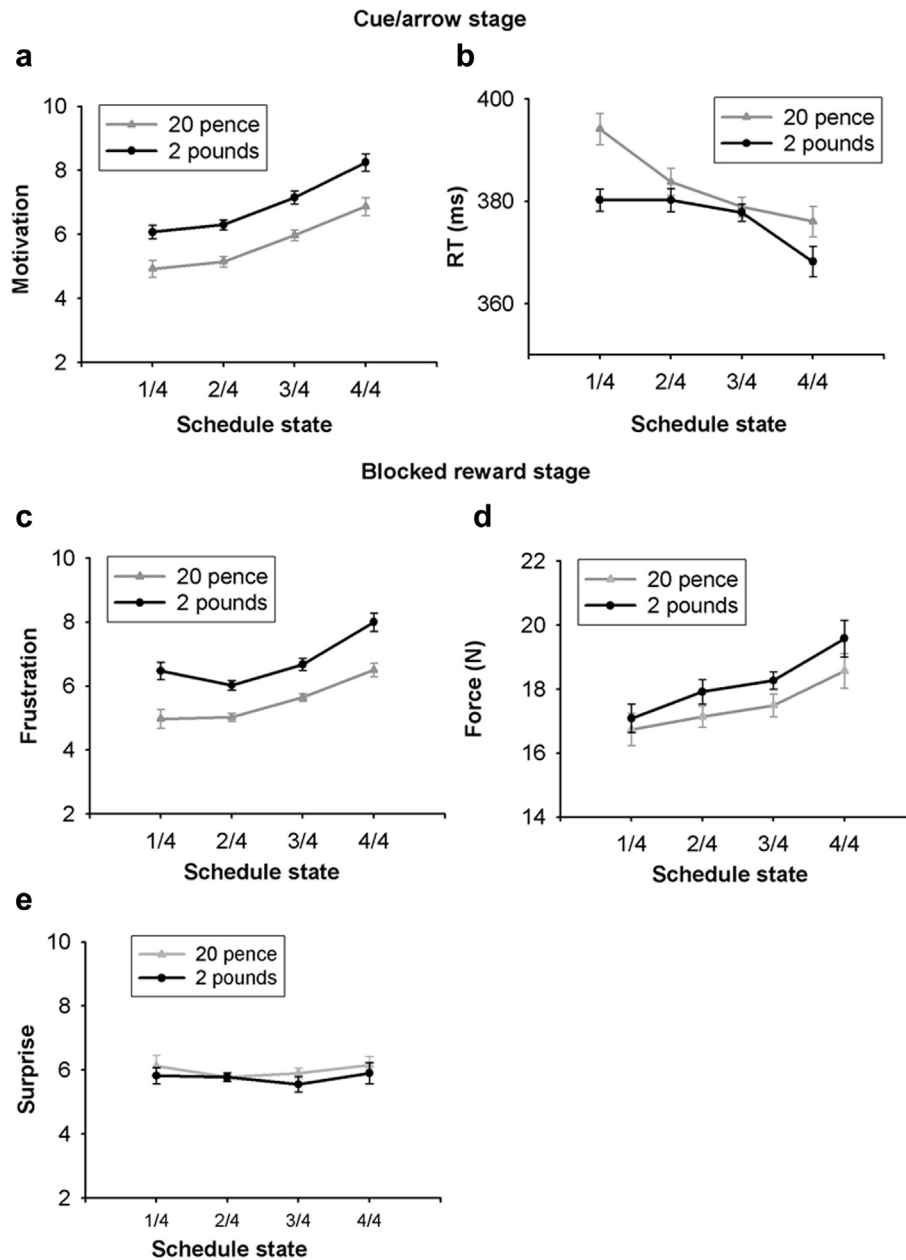 Cue/arrow stage
a
10
8
6
4
2
Motivation
20 pence
2 pounds
1/4 2/4 3/4 4/4
Schedule state
b
400
380
360
RT (ms)
20 pence
2 pounds
1/4 2/4 3/4 4/4
Schedule state
Blocked reward stage
c
10
8
6
4
2
Frustration
20 pence
2 pounds
1/4 2/4 3/4 4/4
Schedule state
d
22
20
18
16
14
Force (N)
20 pence
2 pounds
1/4 2/4 3/4 4/4
Schedule state
e
10
8
6
4
2
Surprise
20 pence
2 pounds
1/4 2/4 3/4 4/4
Schedule state